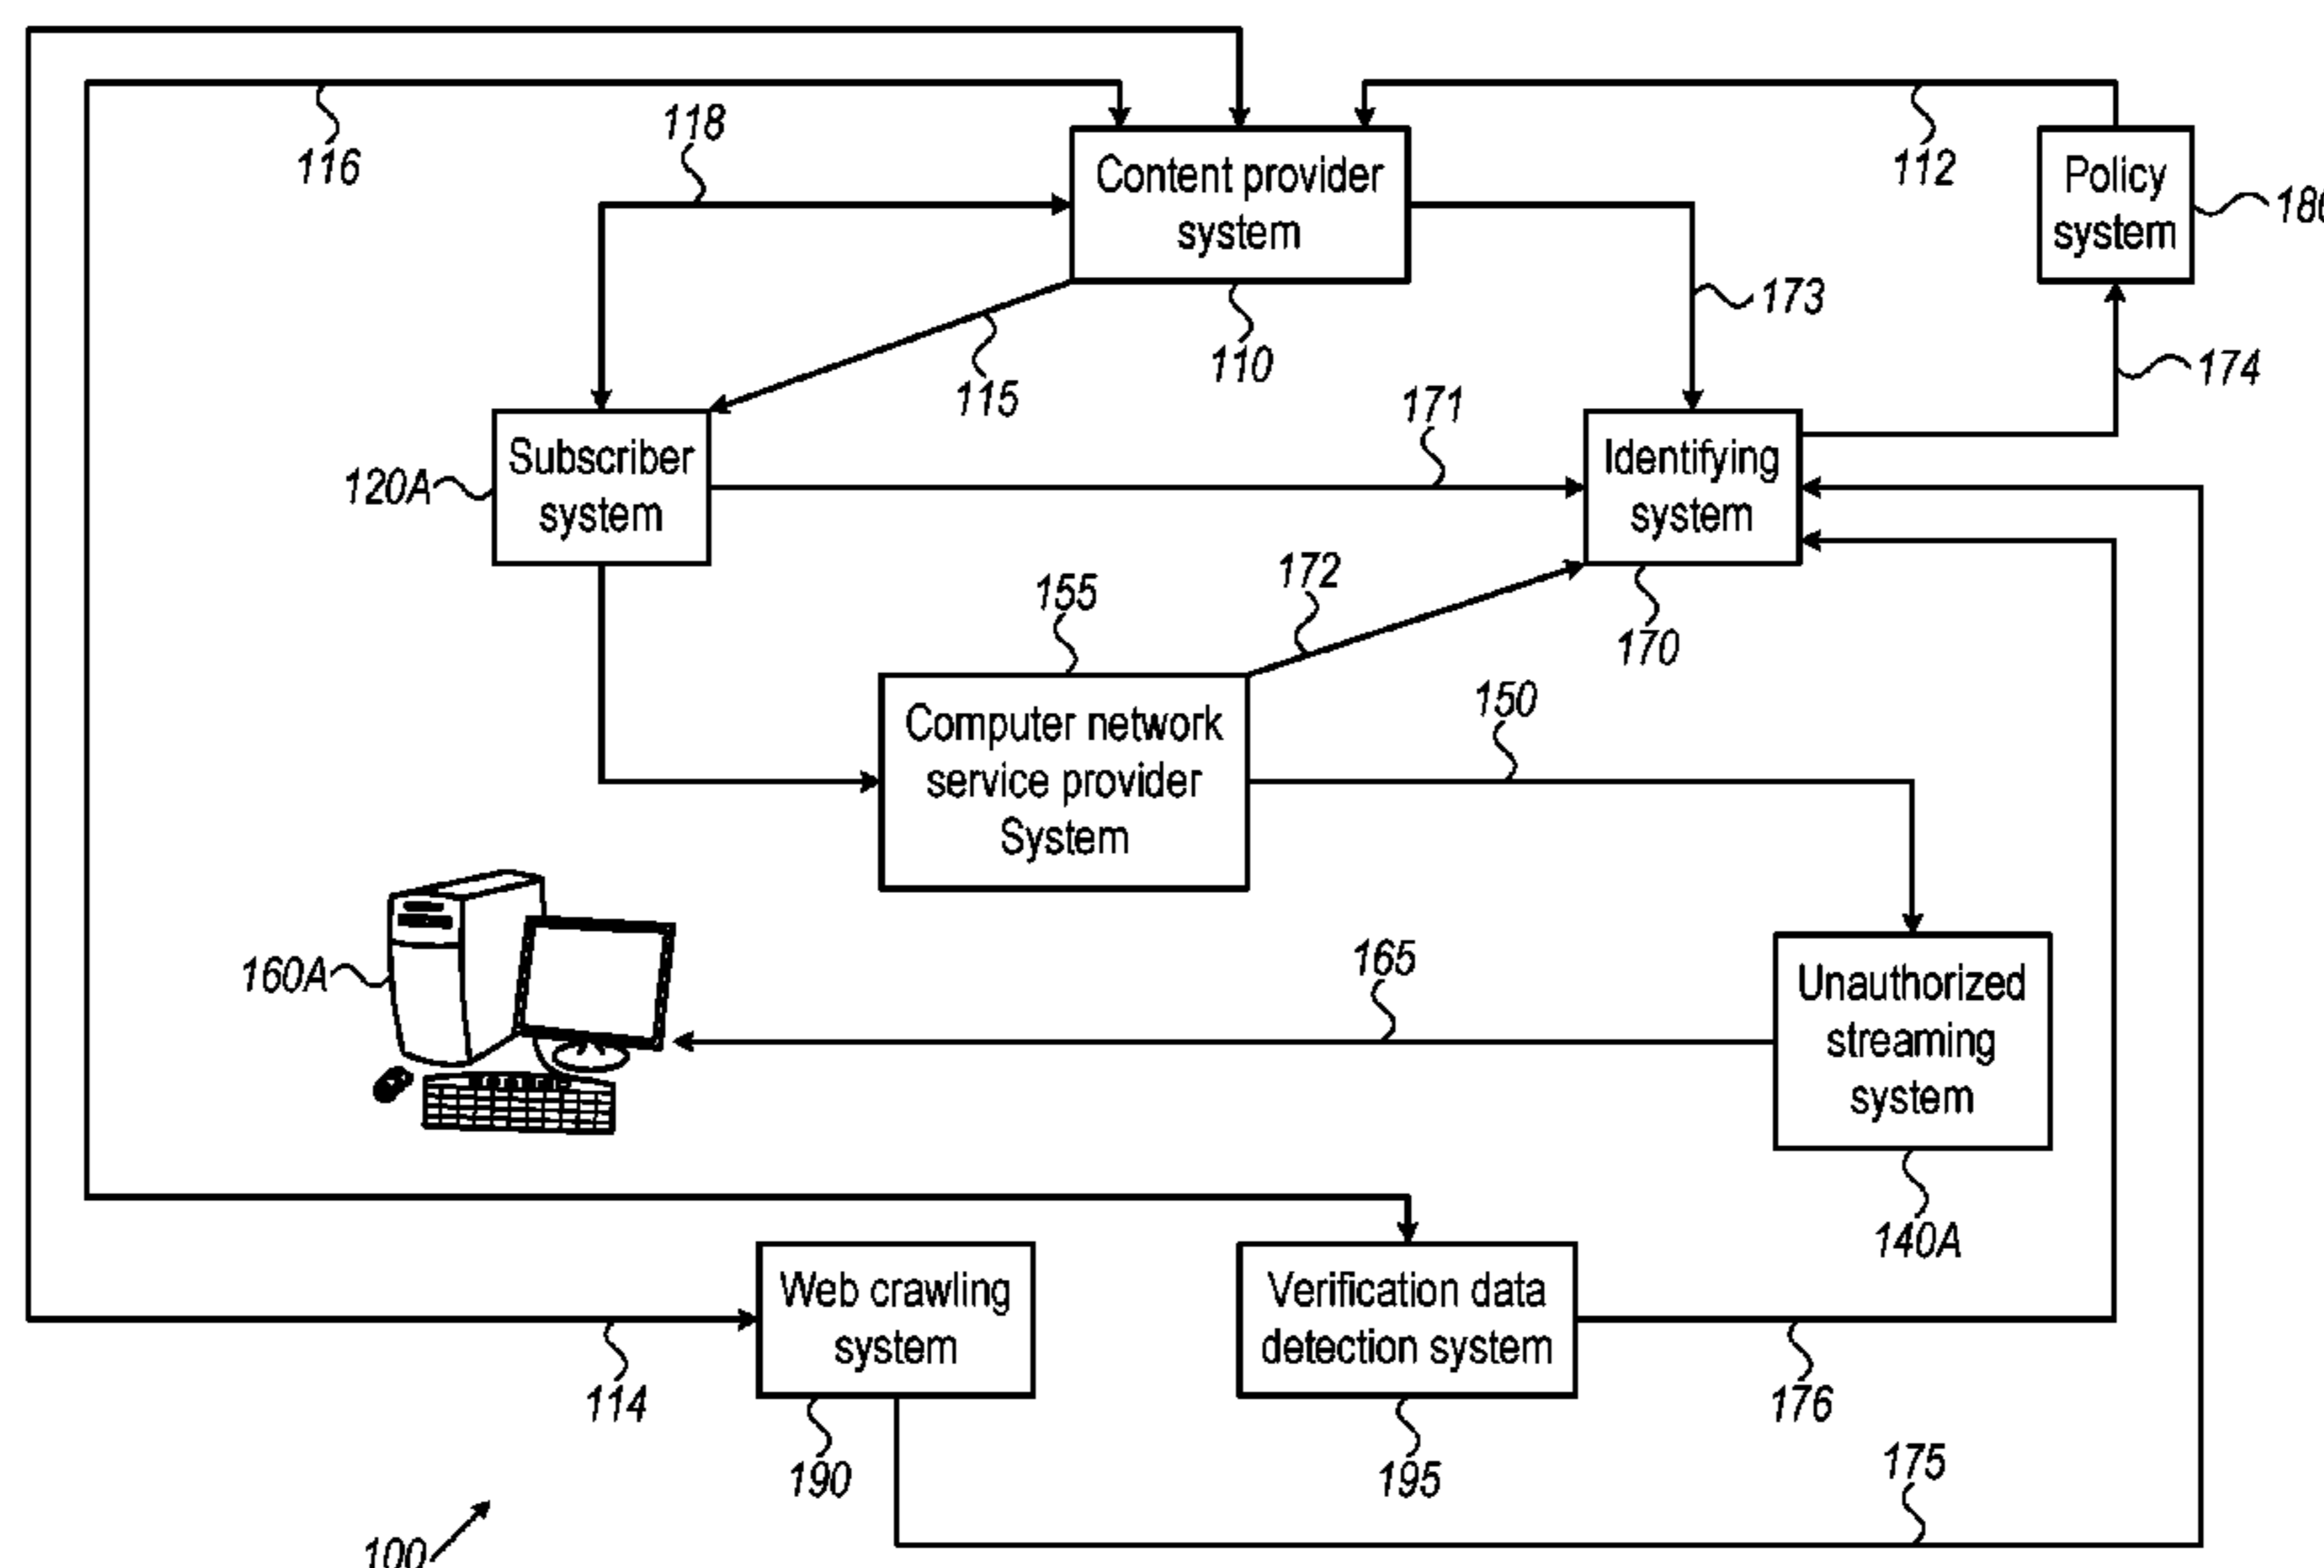 116
118
Content provider
system
112
Policy
system
173
110
115
174
171
Subscriber
system
120A
Identifying
system
172
155
170
150
Computer network
service provider
System
160A
165
Unauthorized
streaming
system
140A
Web crawling
system
Verification data
detection system
114
176
190
195
175
100